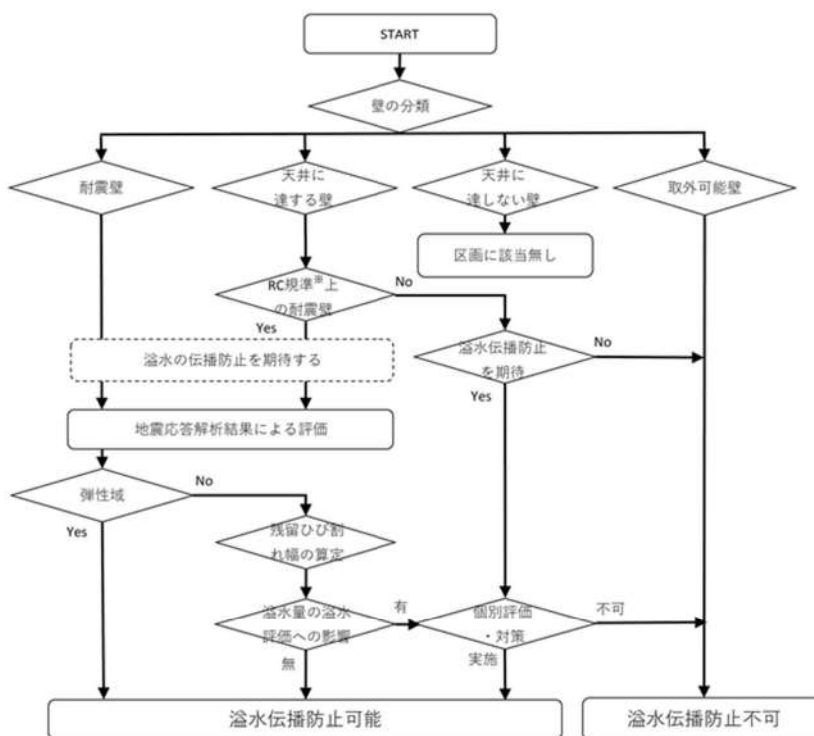 START
壁の分類
耐震壁
天井に
達する壁
天井に
達しない壁
取外可能壁
区画に該当無し
RC規準※上
の耐震壁
No
Yes
溢水伝播防止
を期待
No
Yes
溢水の伝播防止を期待する
地震応答解析結果による評価
弾性域
No
Yes
残留ひび割
れ幅の算定
溢水量の溢水
評価への影響
有
無
個別評価
・対策
不可
実施
溢水伝播防止可能
溢水伝播防止不可